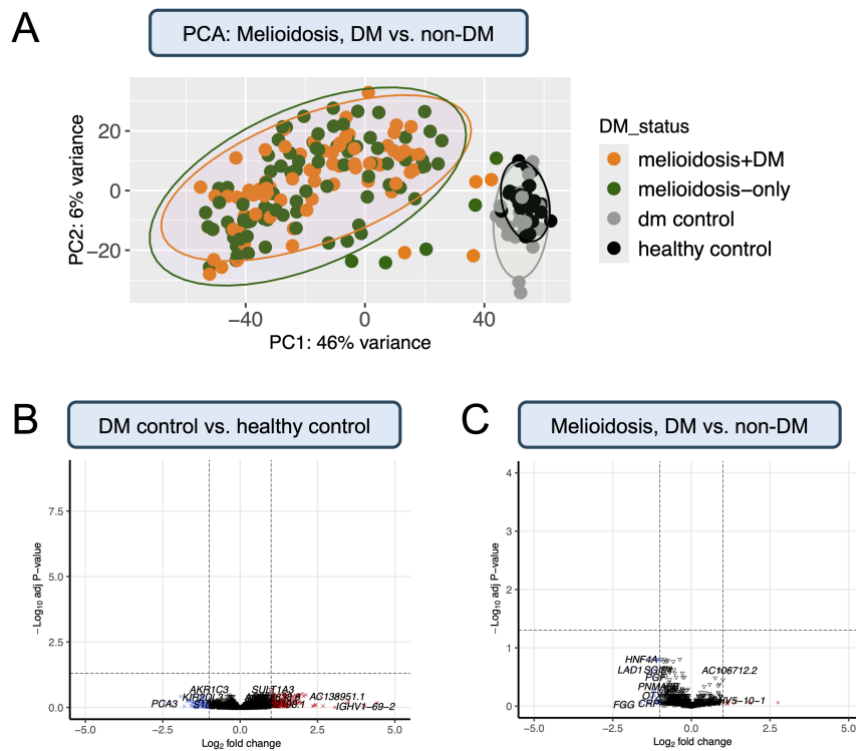 A
PCA: Melioidosis, DM vs. non-DM
PC2: 6% variance
20
0
−20
−40
0
40
PC1: 46% variance
DM_status
melioidosis+DM
melioidosis−only
dm control
healthy control
B
DM control vs. healthy control
−Log10 adj P−value
7.5
5.0
2.5
0.0
AKR1C3
SULT1A3
KIR2DL3
AC138951.1
PCA3
IGHV1−69−2
−5.0
−2.5
0.0
2.5
5.0
Log2 fold change
C
Melioidosis, DM vs. non-DM
−Log10 adj P−value
4
3
2
1
0
HNF4A
LAD1
AC106712.2
PGF
FGG
CRP
−5.0
−2.5
0.0
2.5
5.0
Log2 fold change